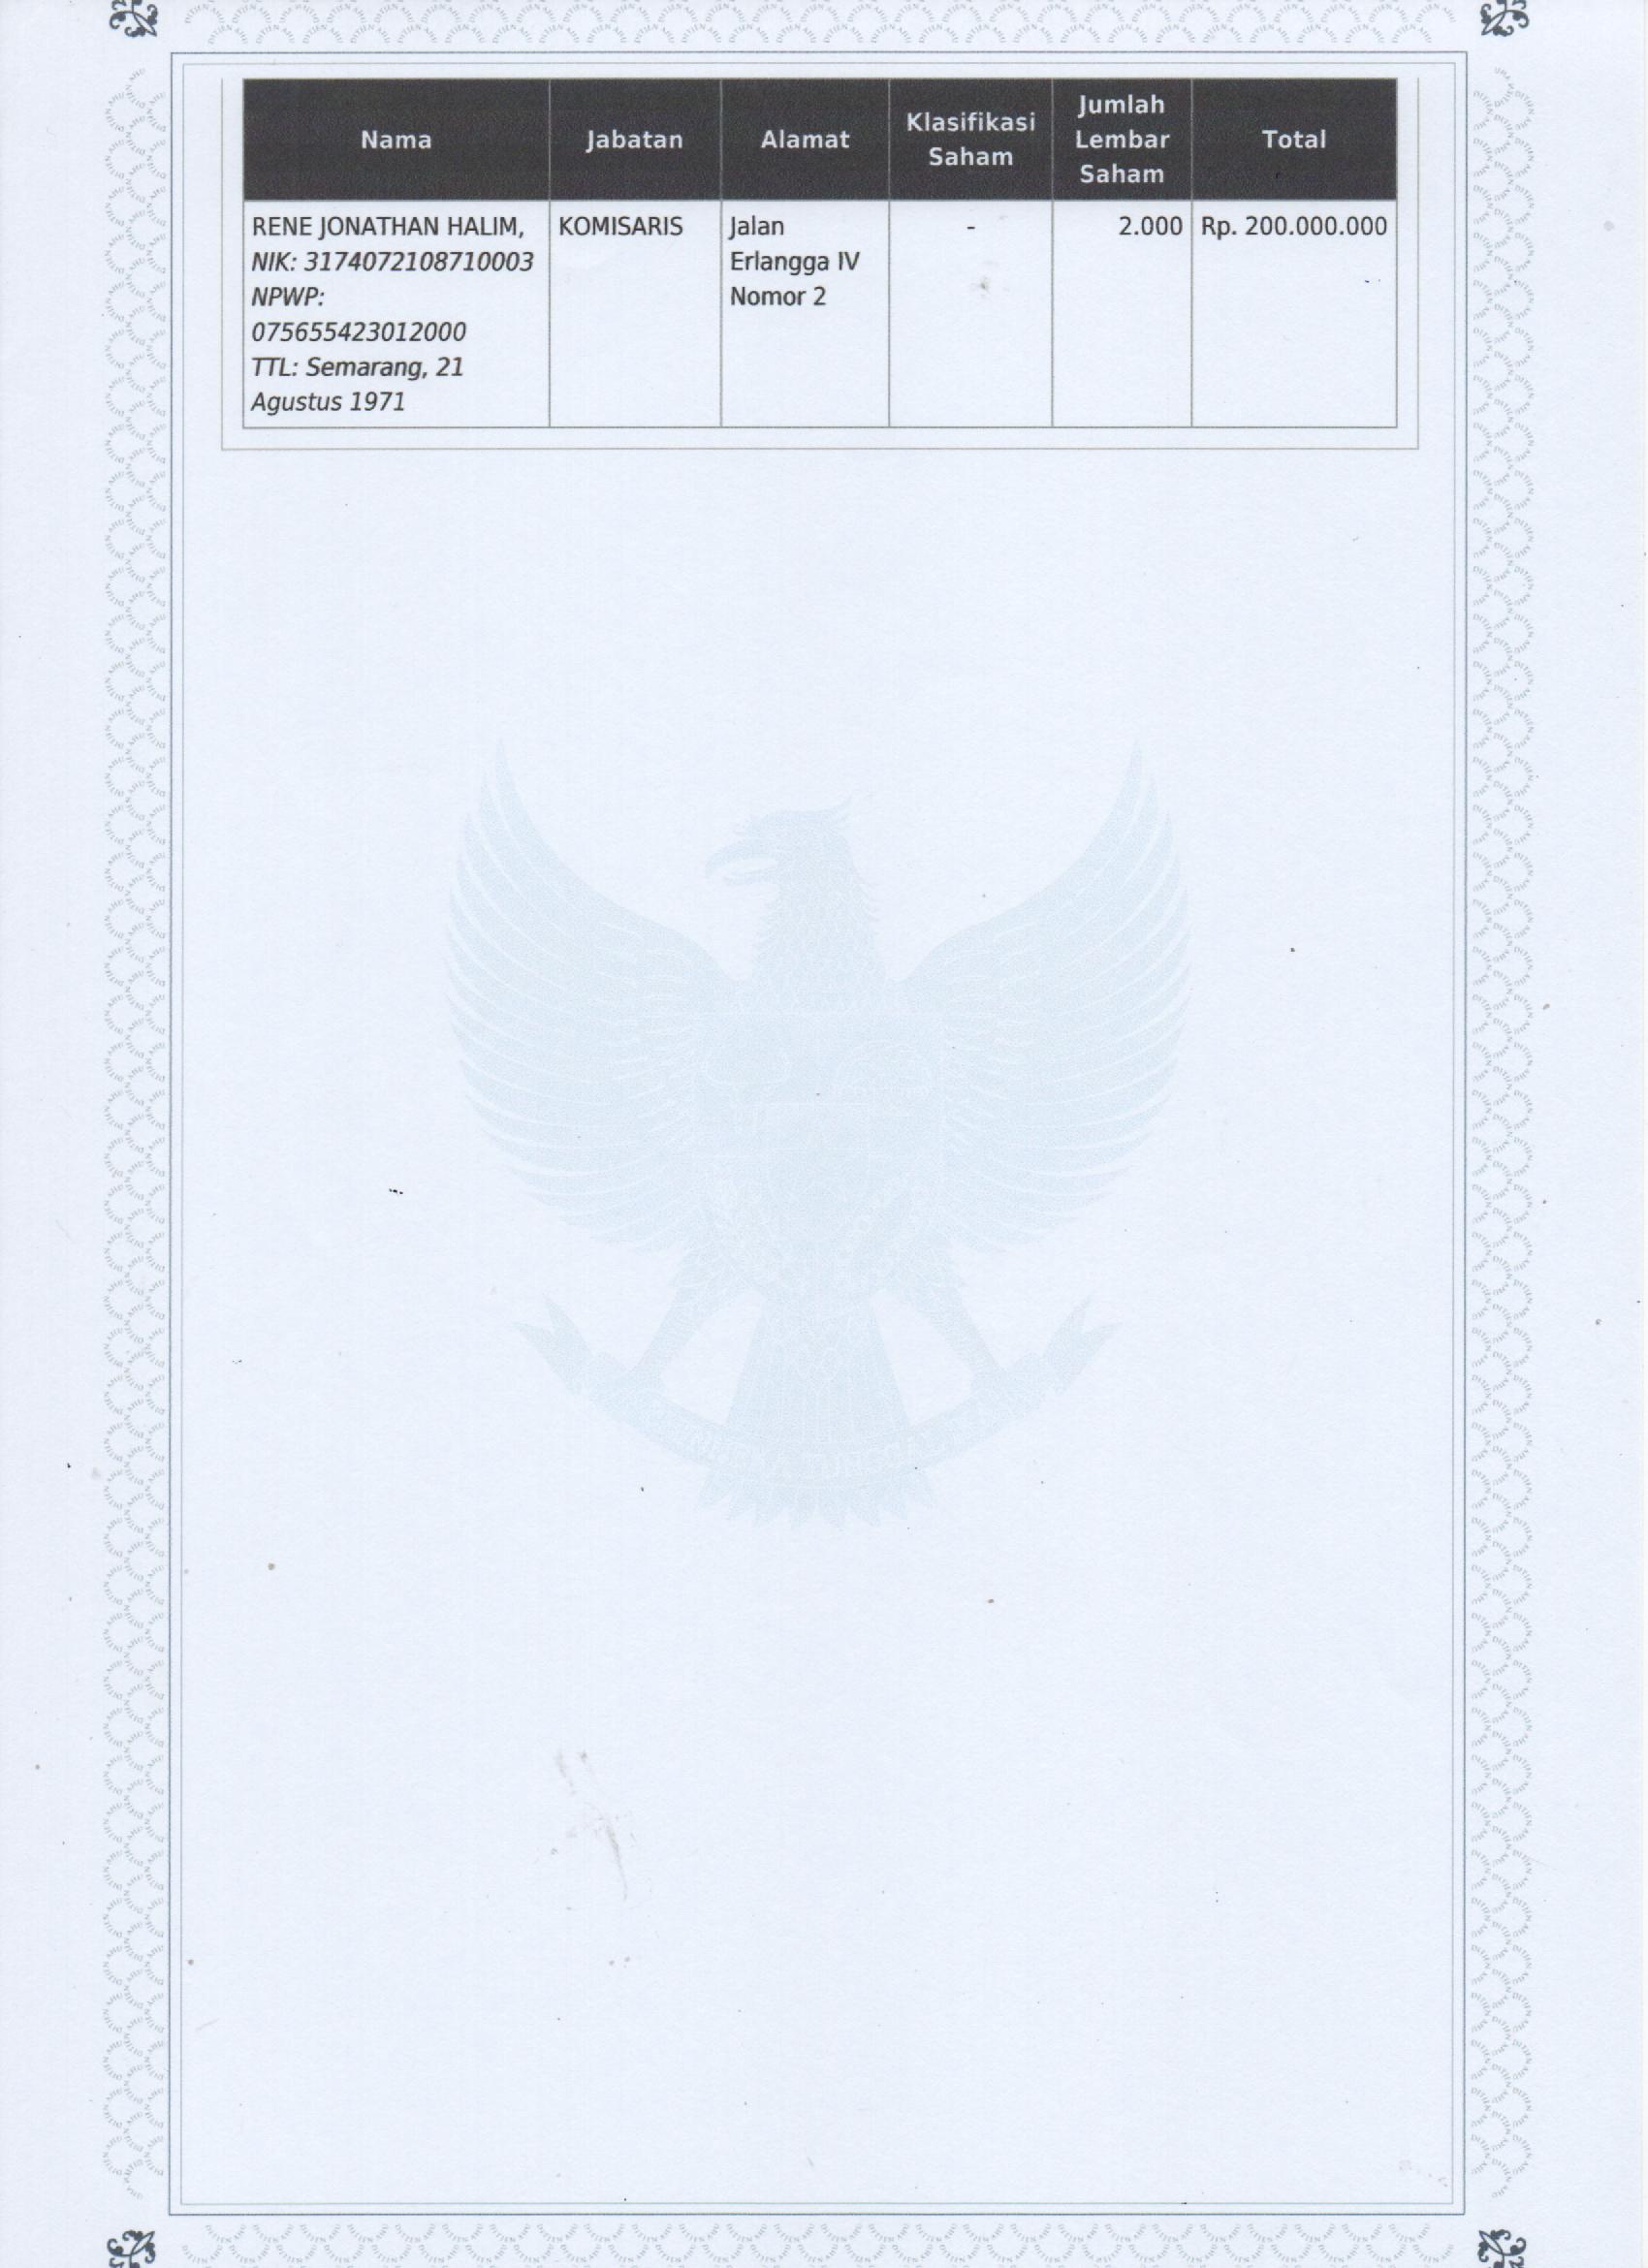 Nama
Jabatan
Alamat
Klasifikasi
Saham
Jumlah
Lembar
Saham
Total
RENE JONATHAN HALIM,
NIK: 3174072108710003
NPWP:
075655423012000
TTL: Semarang, 21
Agustus 1971
KOMISARIS
Jalan
Erlangga IV
Nomor 2
-
2.000
Rp. 200.000.000